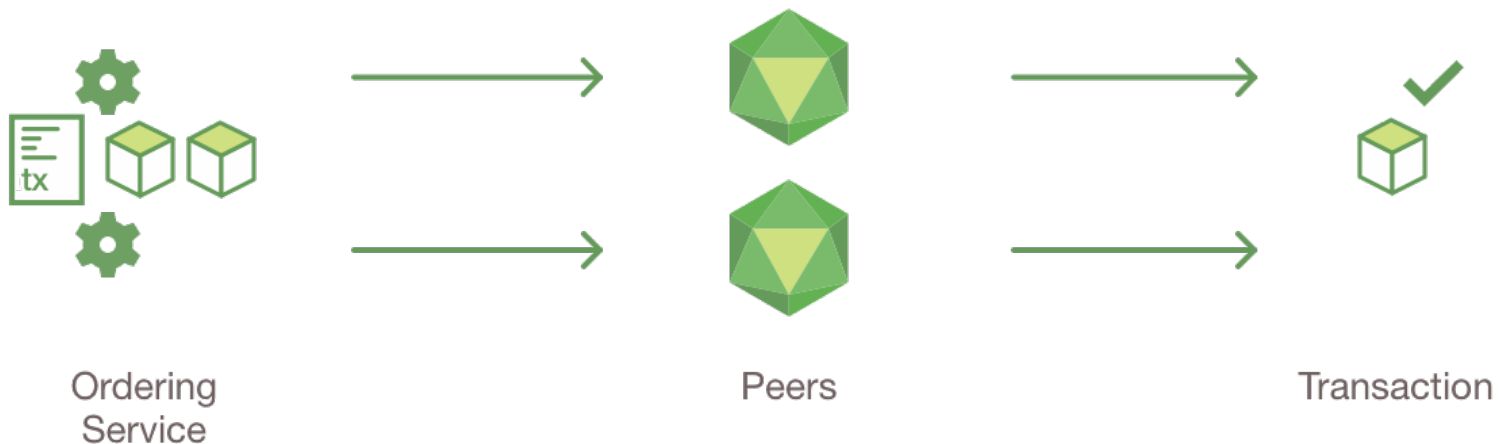 tx
Ordering
Service
Peers
Transaction